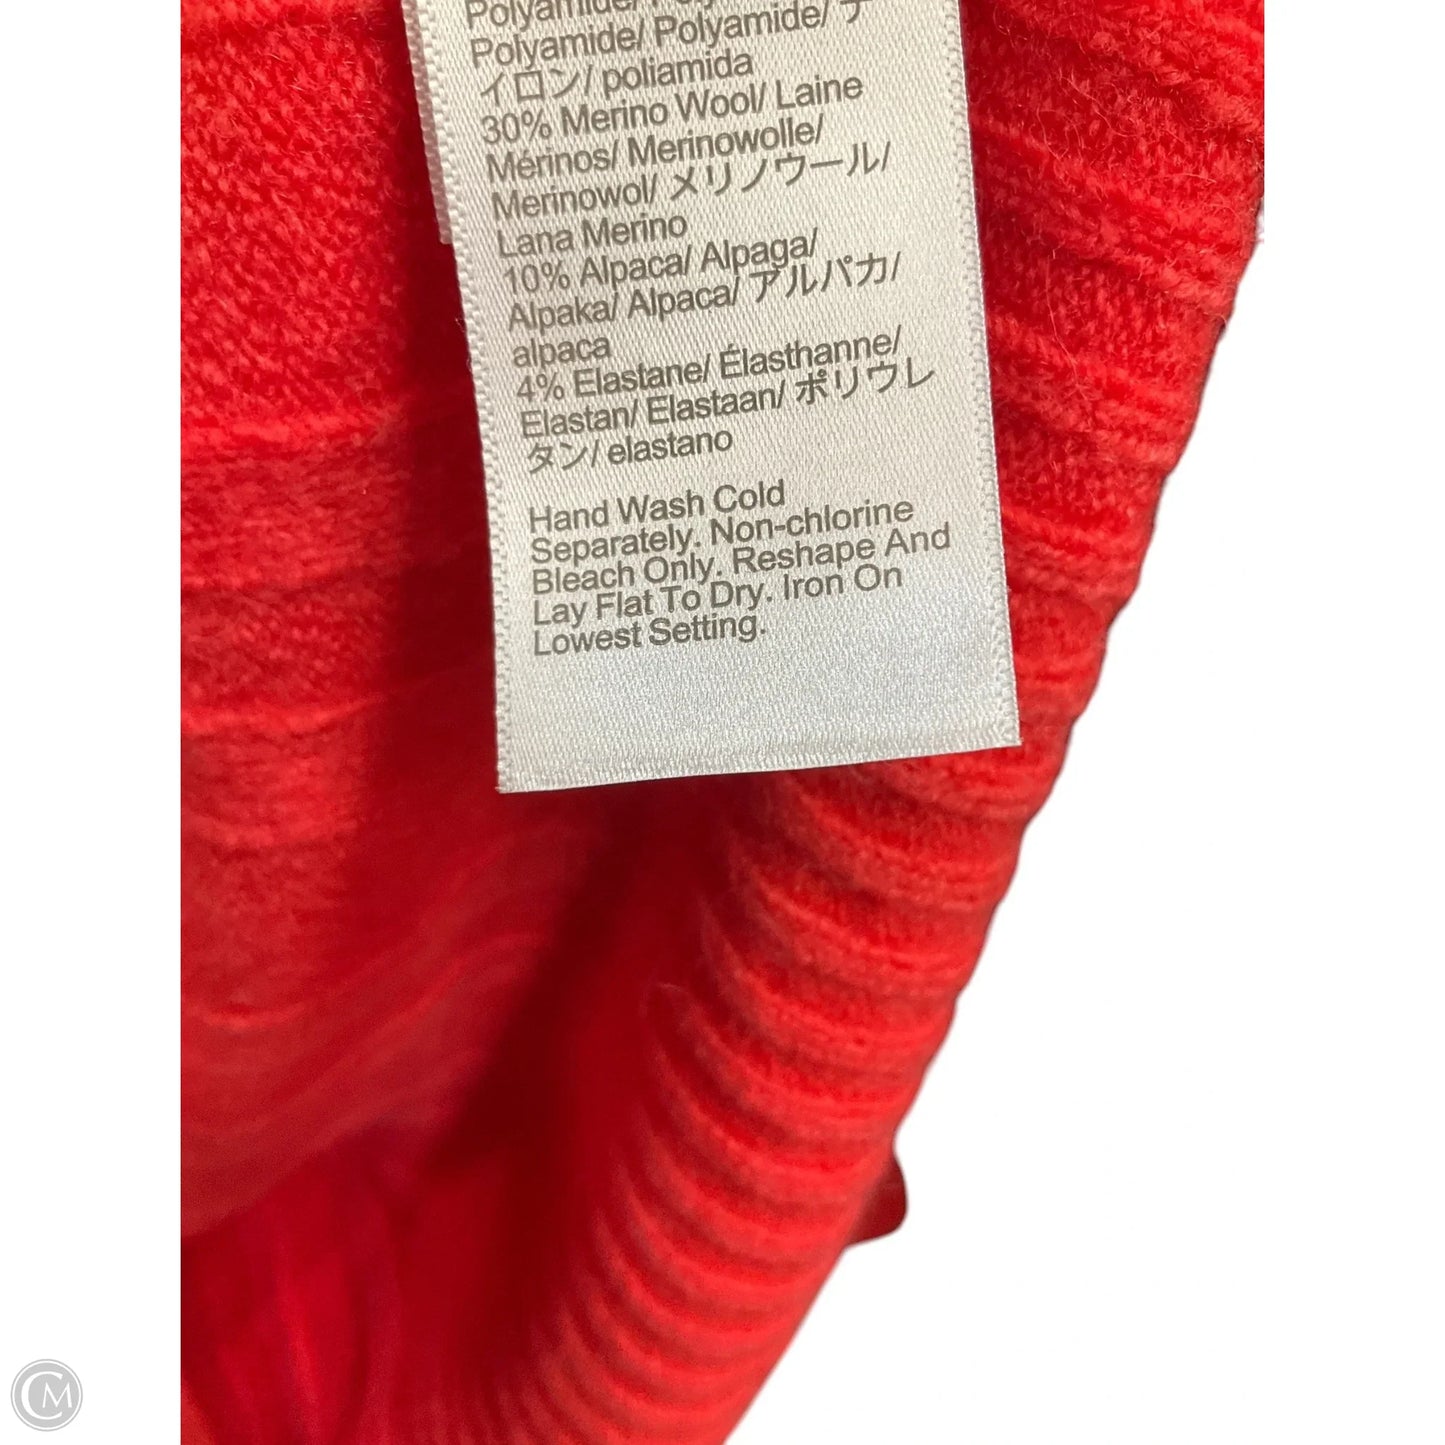 Polyamide/
Polyamide/ Polyamide/ ナ
イロン/ poliamida
30% Merino Wool/ Laine
Mérinos/ Merinowolle/
Merinowol/ メリノウール/
Lana Merino
10% Alpaca/ Alpaga/
Alpaka/ Alpaca/ アルパカ/
alpaca
4% Elastane/ Élasthanne/
Elastan/ Elastaan/ ポリウレ
タン/ elastano
Hand Wash Cold
Separately. Non-chlorine
Bleach Only. Reshape And
Lay Flat To Dry. Iron On
Lowest Setting.
CM